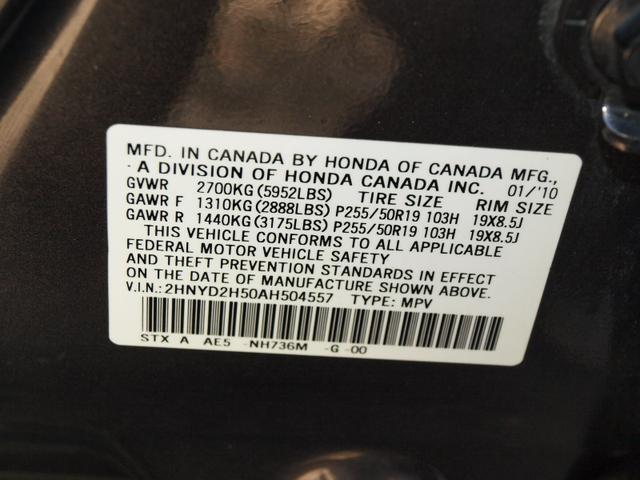 MFD. IN CANADA BY HONDA OF CANADA MFG.,
A DIVISION OF HONDA CANADA INC. 01/'10
GVWR 2700KG (5952LBS) TIRE SIZE RIM SIZE
GAWR F 1310KG (2888LBS) P255/50R19 103H 19X8.5J
GAWR R 1440KG (3175LBS) P255/50R19 103H 19X8.5J
THIS VEHICLE CONFORMS TO ALL APPLICABLE
FEDERAL MOTOR VEHICLE SAFETY
AND THEFT PREVENTION STANDARDS IN EFFECT
ON THE DATE OF MANUFACTURE SHOWN ABOVE.
V.I.N.: 2HNYD2H50AH504557 TYPE: MPV
STX A AE5 -NH736M -G -00